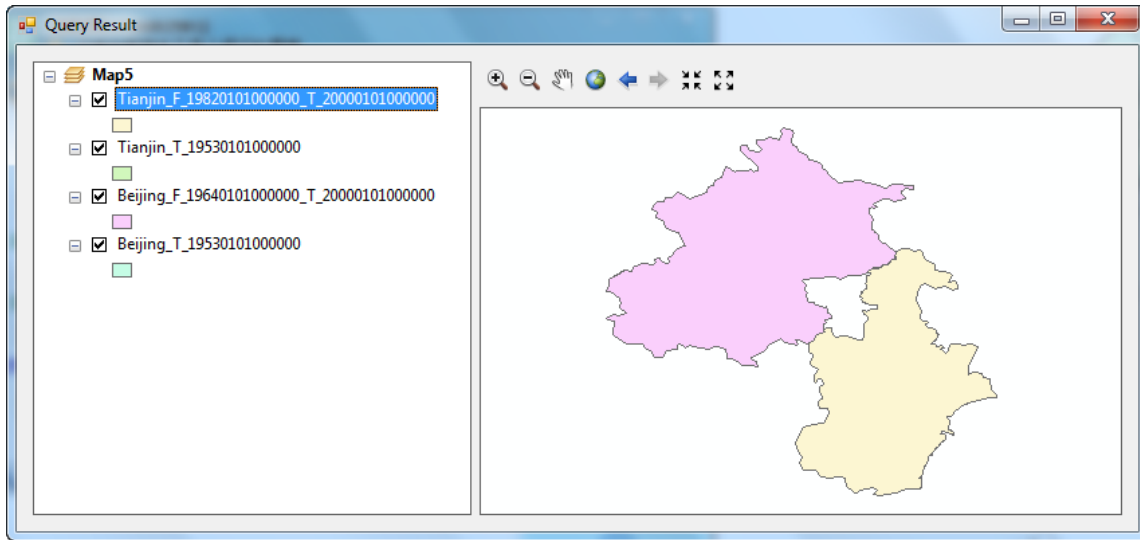 Query Result
Map5
Tianjin_F_19820101000000_T_20000101000000
Tianjin_T_19530101000000
Beijing_F_19640101000000_T_20000101000000
Beijing_T_19530101000000